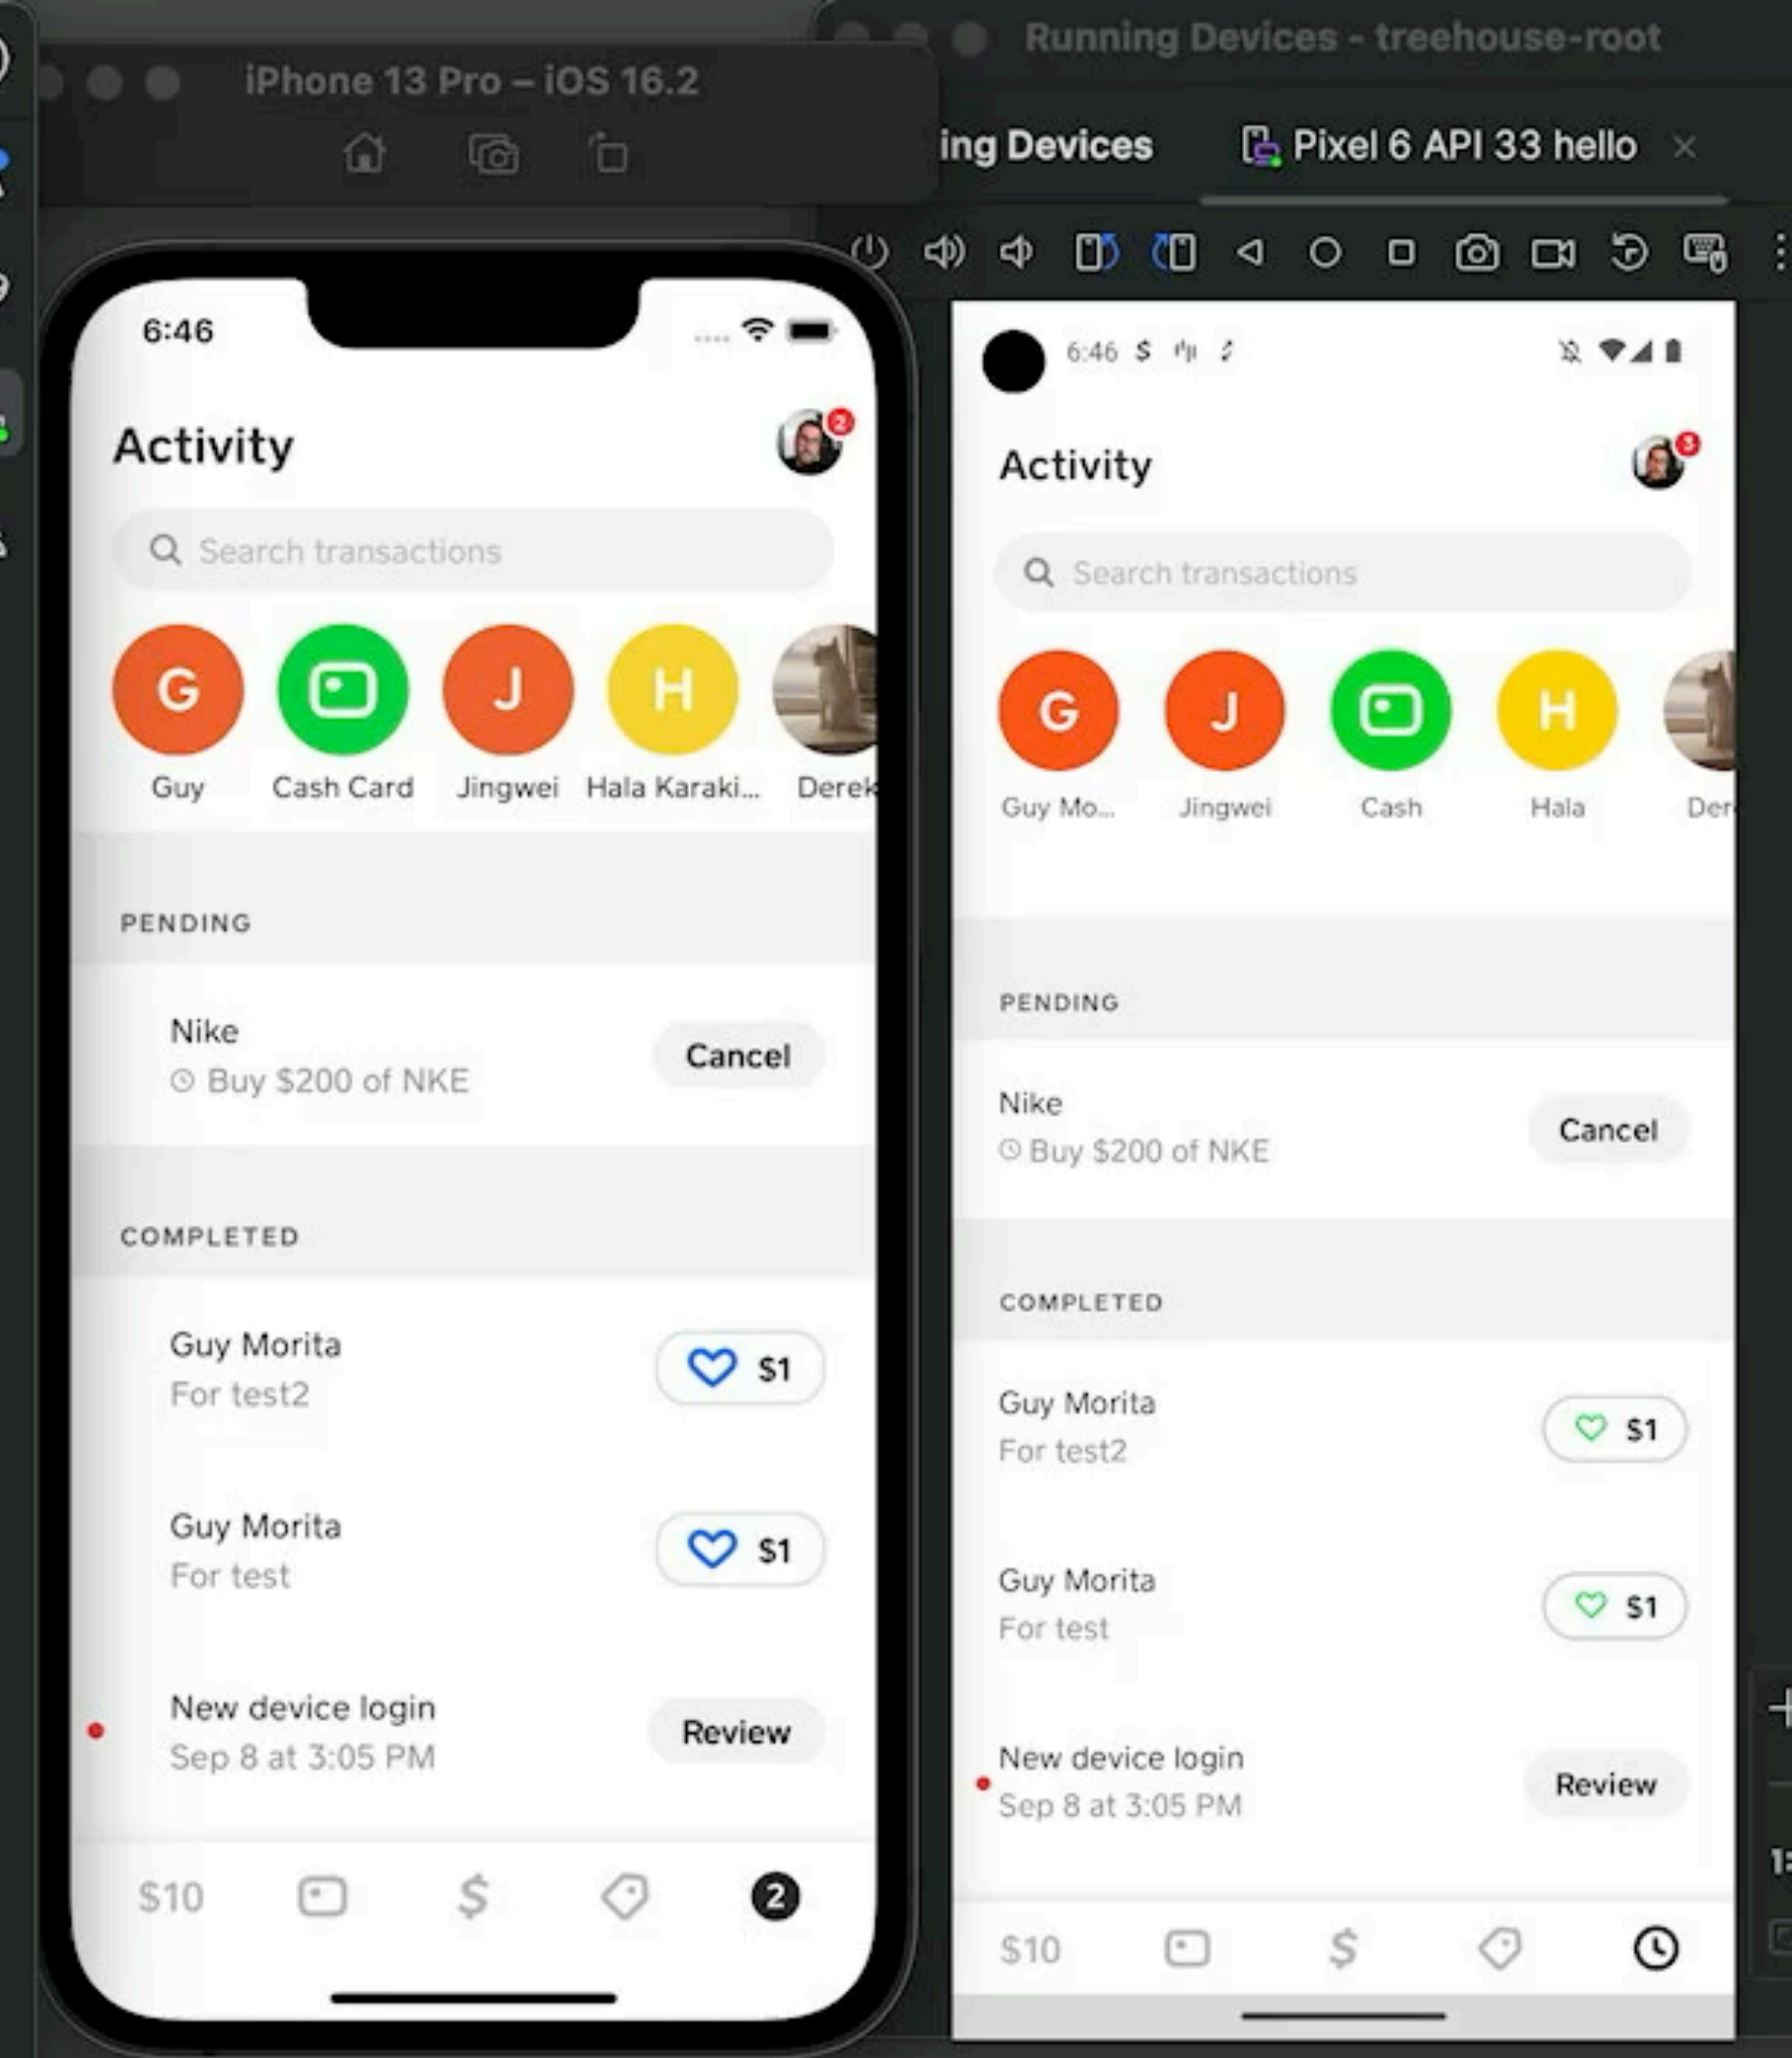 Running Devices - treehouse-root
iPhone 13 Pro – iOS 16.2
ing Devices
Pixel 6 API 33 hello
6:46
Activity
2
Search transactions
G
J
H
Guy
Cash Card
Jingwei
Hala Karaki...
Derek
PENDING
Nike
Buy $200 of NKE
Cancel
COMPLETED
Guy Morita
For test2
$1
Guy Morita
For test
$1
New device login
Sep 8 at 3:05 PM
Review
$10
$
2
6:46 $
Activity
3
Search transactions
G
J
H
Guy Mo...
Jingwei
Cash
Hala
Der
PENDING
Nike
Buy $200 of NKE
Cancel
COMPLETED
Guy Morita
For test2
$1
Guy Morita
For test
$1
New device login
Sep 8 at 3:05 PM
Review
$10
$